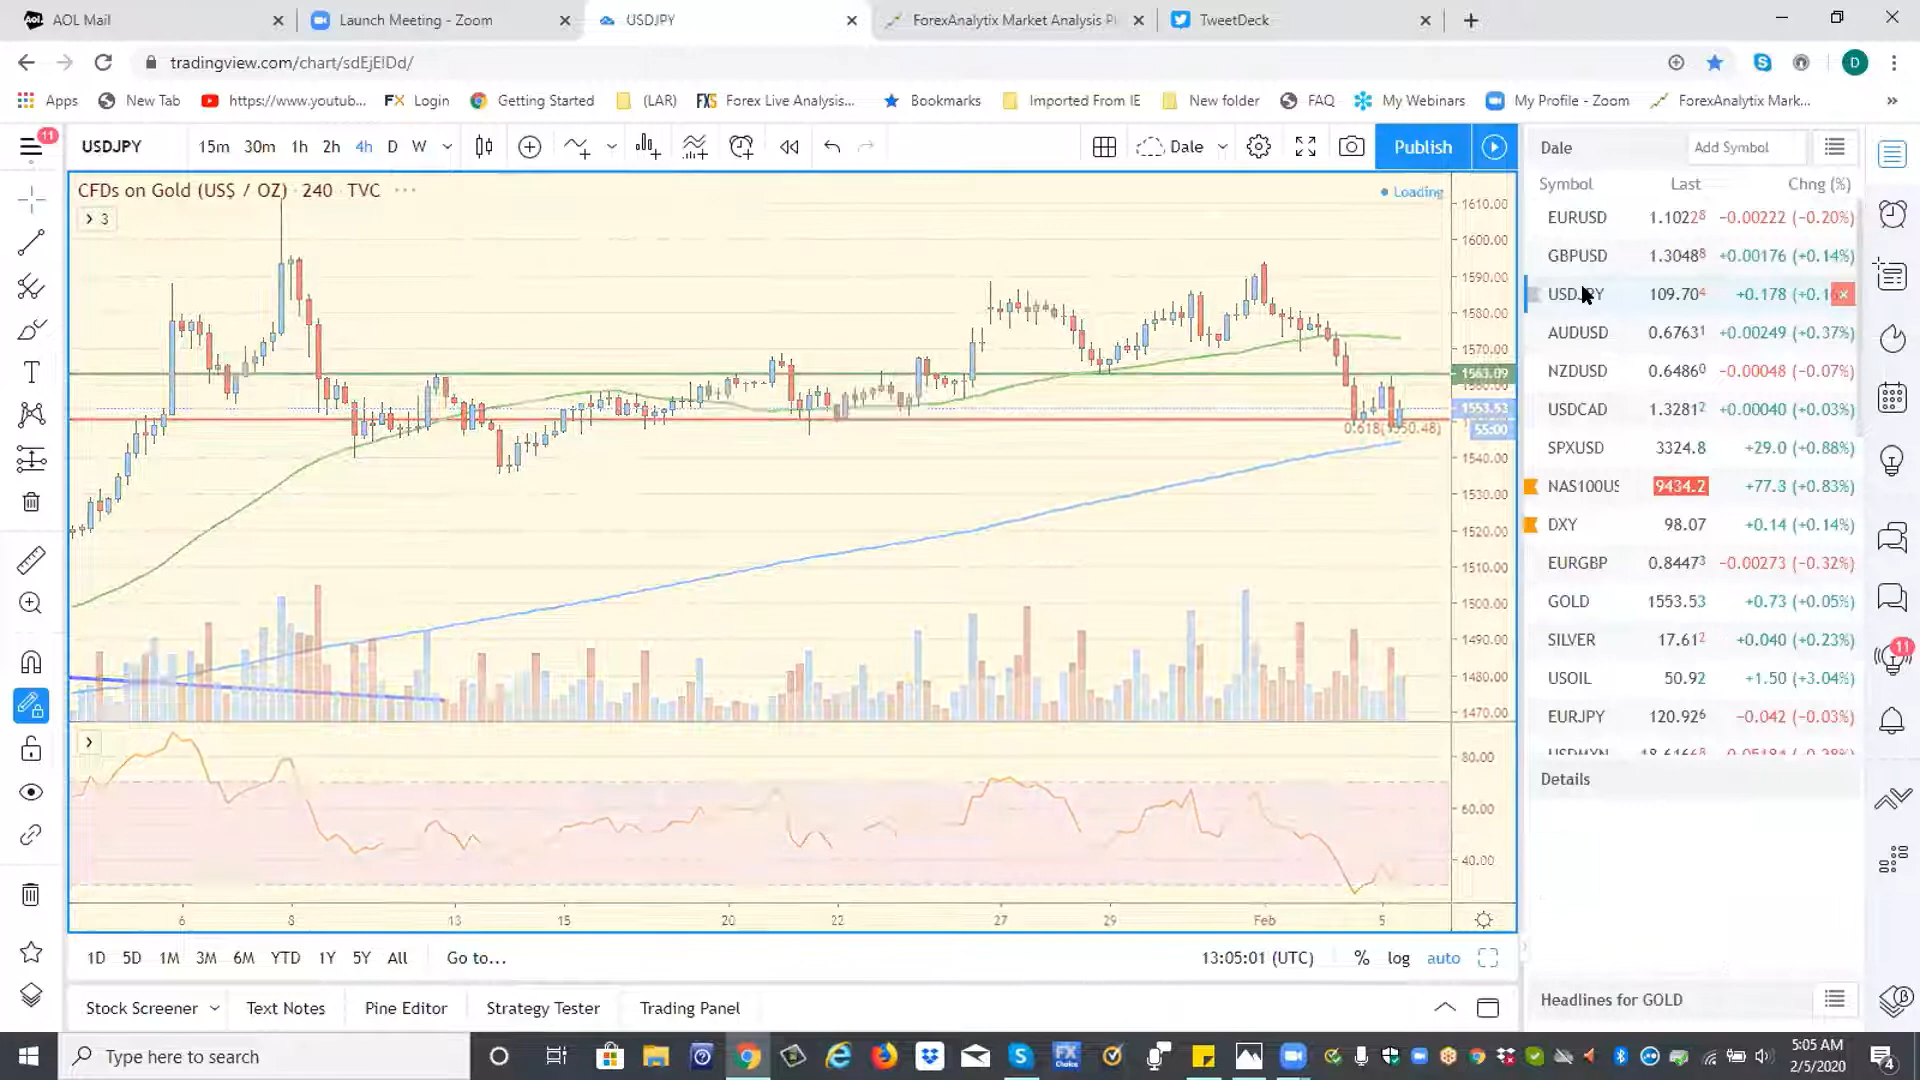 AOL Mail
Launch Meeting - Zoom
USDJPY
ForexAnalytix Market Analysis
TweetDeck
tradingview.com/chart/sdEjE!Dd/
D
Apps
New Tab
https://www.youtub...
Login
Getting Started
(LAR)
Forex Live Analysis...
Bookmarks
Imported From IE
New folder
FAQ
My Webinars
My Profile - Zoom
ForexAnalytix Mark...
»
11
USDJPY
15m 30m 1h 2h 4h D W
Dale
Publish
Dale
Add Symbol
CFDs on Gold (US$ / OZ) · 240 · TVC
Loading
3
Symbol Last Chng (%)
EURUSD 1.10228 −0.00222 (−0.20%)
GBPUSD 1.30488 +0.00176 (+0.14%)
USDJPY 109.704 +0.178
AUDUSD 0.67631 +0.00249 (+0.37%)
NZDUSD 0.64860 −0.00048 (−0.07%)
USDCAD 1.32812 +0.00040 (+0.03%)
SPXUSD 3324.8 +29.0 (+0.88%)
NAS100US 9434.2 +77.3 (+0.83%)
DXY 98.07 +0.14 (+0.14%)
EURGBP 0.84473 −0.00273 (−0.32%)
GOLD 1553.53 +0.73 (+0.05%)
SILVER 17.612 +0.040 (+0.23%)
USOIL 50.92 +1.50 (+3.04%)
EURJPY 120.926 −0.042 (−0.03%)
11
1610.00
1600.00
1590.00
1580.00
1570.00
1563.09
1553.53
55:00
1540.00
1530.00
1520.00
1510.00
1500.00
1490.00
1480.00
1470.00
80.00
60.00
40.00
6 8 13 15 20 22 27 29 Feb 5
1D 5D 1M 3M 6M YTD 1Y 5Y All
Go to...
13:05:01 (UTC)
% log auto
Details
Headlines for GOLD
Stock Screener
Text Notes
Pine Editor
Strategy Tester
Trading Panel
Type here to search
FX
Choice
5:05 AM
2/5/2020
4